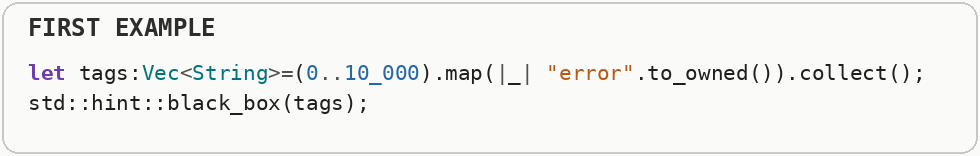 FIRST EXAMPLE
let tags:Vec<String>=(0..10_000).map(|_| "error".to_owned()).collect();
std::hint::black_box(tags);